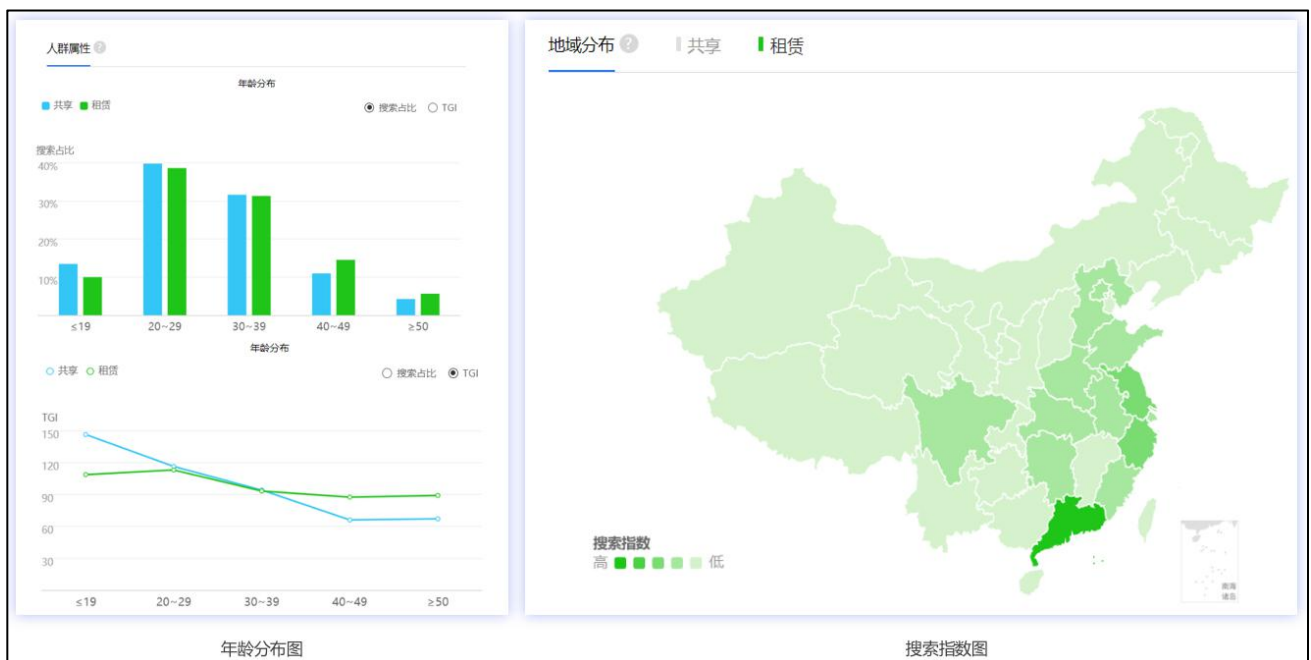 人群属性 ?
年龄分布
共享 租赁
搜索占比 TGI
搜索占比
40%
30%
20%
10%
≤19 20~29 30~39 40~49 ≥50
年龄分布
共享 租赁
搜索占比 TGI
TGI
150
120
90
60
30
≤19 20~29 30~39 40~49 ≥50
年龄分布图
地域分布 ? 共享 租赁
搜索指数
高 低
南海
诸岛
搜索指数图